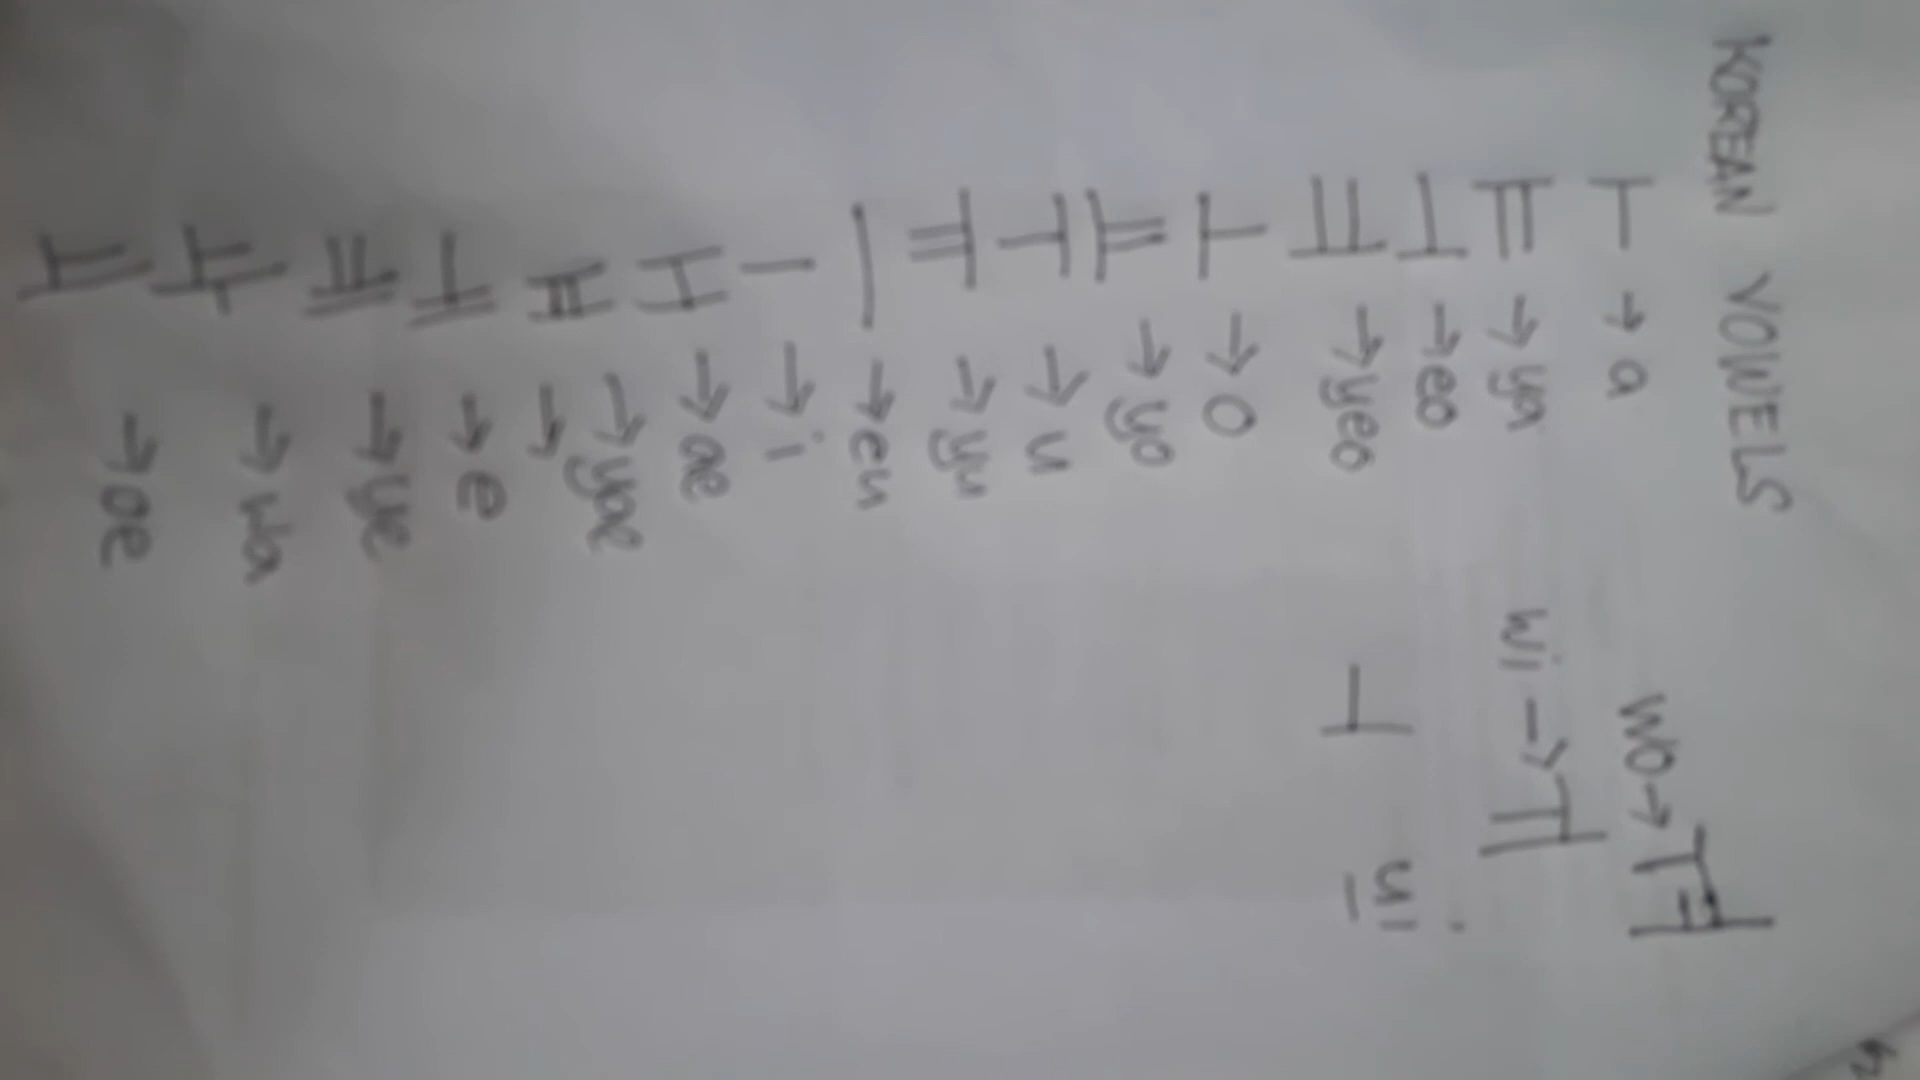 KOREAN VOWELS
ㅏ → a
wo → ㅝ
ㅑ → ya
wi → ㅟ
ㅓ → eo
ㅕ → yeo
ㅓ ui
ㅗ → o
ㅛ → yo
ㅜ → u
ㅠ → yu
ㅡ → eu
ㅣ → i
ㅐ → ae
ㅒ → yae
ㅔ → e
ㅖ → ye
ㅘ → wa
ㅚ → oe